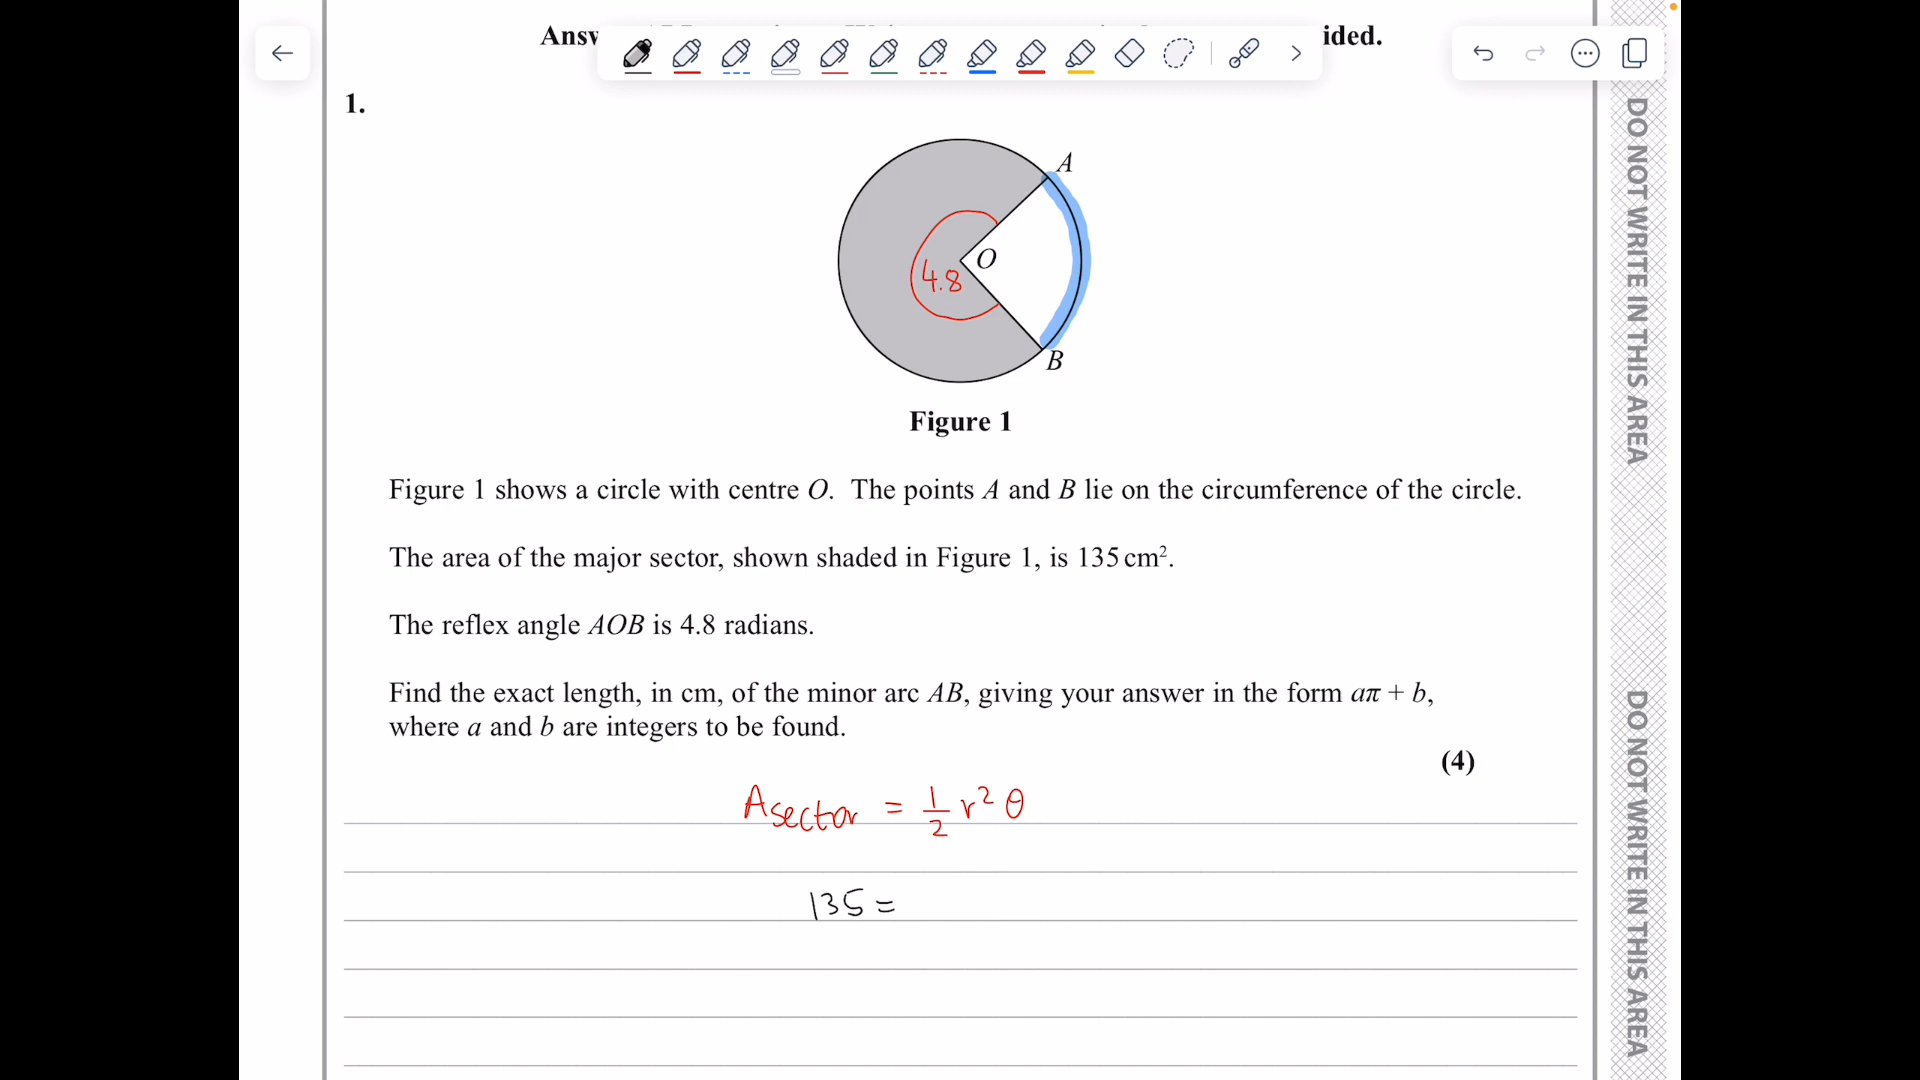 ided.
1.
A
O
4.8
B
Figure 1
Figure 1 shows a circle with centre O. The points A and B lie on the circumference of the circle.
The area of the major sector, shown shaded in Figure 1, is 135 cm².
The reflex angle AOB is 4.8 radians.
Find the exact length, in cm, of the minor arc AB, giving your answer in the form aπ + b,
where a and b are integers to be found.
(4)
A sector = 1/2 r² θ
135 =
DO NOT WRITE IN THIS AREA
DO NOT WRITE IN THIS AREA